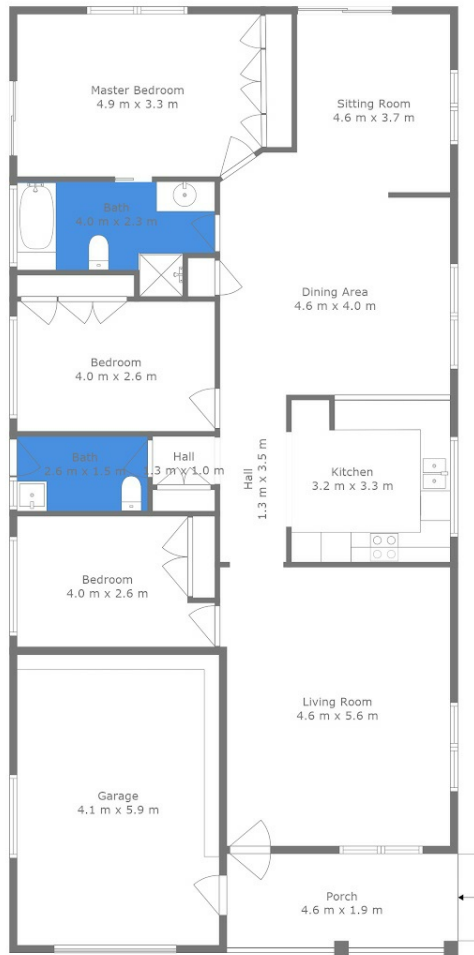 Master Bedroom
4.9 m x 3.3 m
Sitting Room
4.6 m x 3.7 m
Bath
4.0 m x 2.3 m
Dining Area
4.6 m x 4.0 m
Bedroom
4.0 m x 2.6 m
Bath
2.6 m x 1.5 m
Hall
1.3 m x 1.0 m
Hall
1.3 m x 3.5 m
Kitchen
3.2 m x 3.3 m
Bedroom
4.0 m x 2.6 m
Living Room
4.6 m x 5.6 m
Garage
4.1 m x 5.9 m
Porch
4.6 m x 1.9 m